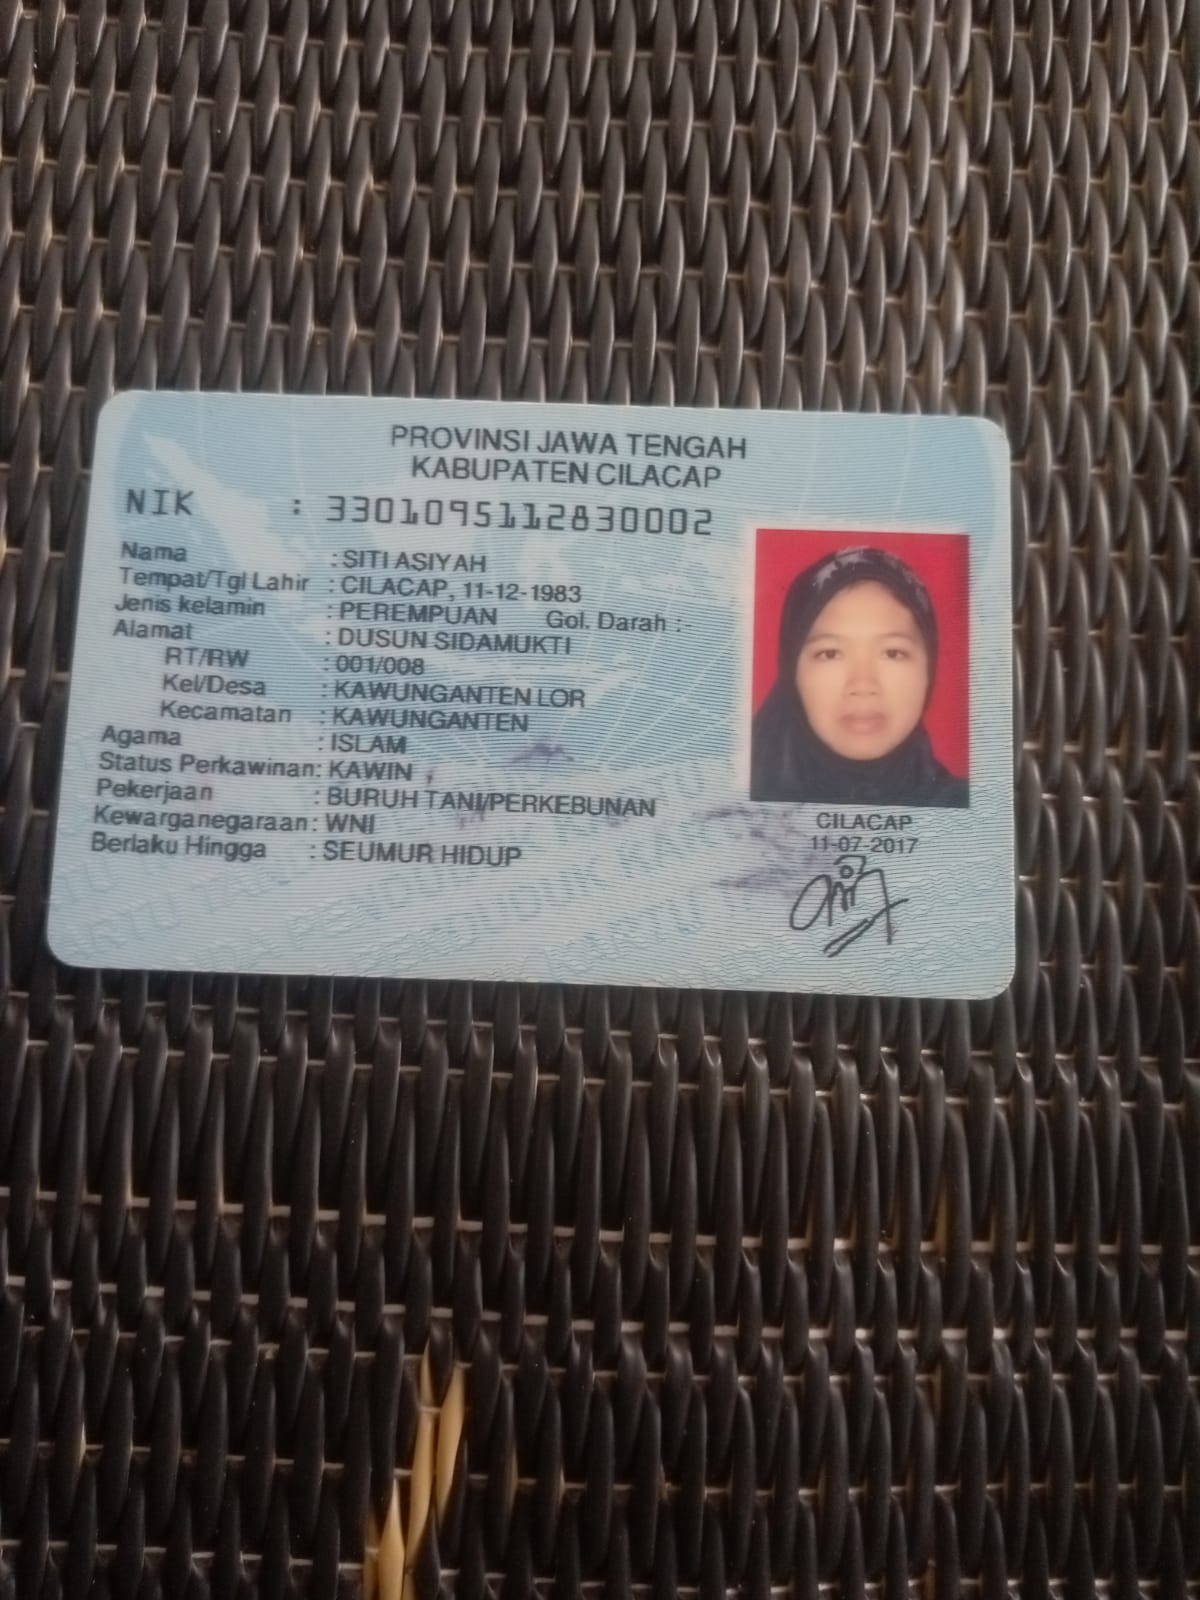 PROVINSI JAWA TENGAH
KABUPATEN CILACAP
NIK : 3301095112830002
Nama : SITI ASIYAH
Tempat/Tgl Lahir : CILACAP, 11-12-1983
Jenis kelamin : PEREMPUAN Gol. Darah :-
Alamat : DUSUN SIDAMUKTI
RT/RW : 001/008
Kel/Desa : KAWUNGANTEN LOR
Kecamatan : KAWUNGANTEN
Agama : ISLAM
Status Perkawinan: KAWIN
Pekerjaan : BURUH TANI/PERKEBUNAN
Kewarganegaraan: WNI
Berlaku Hingga : SEUMUR HIDUP
CILACAP
11-07-2017